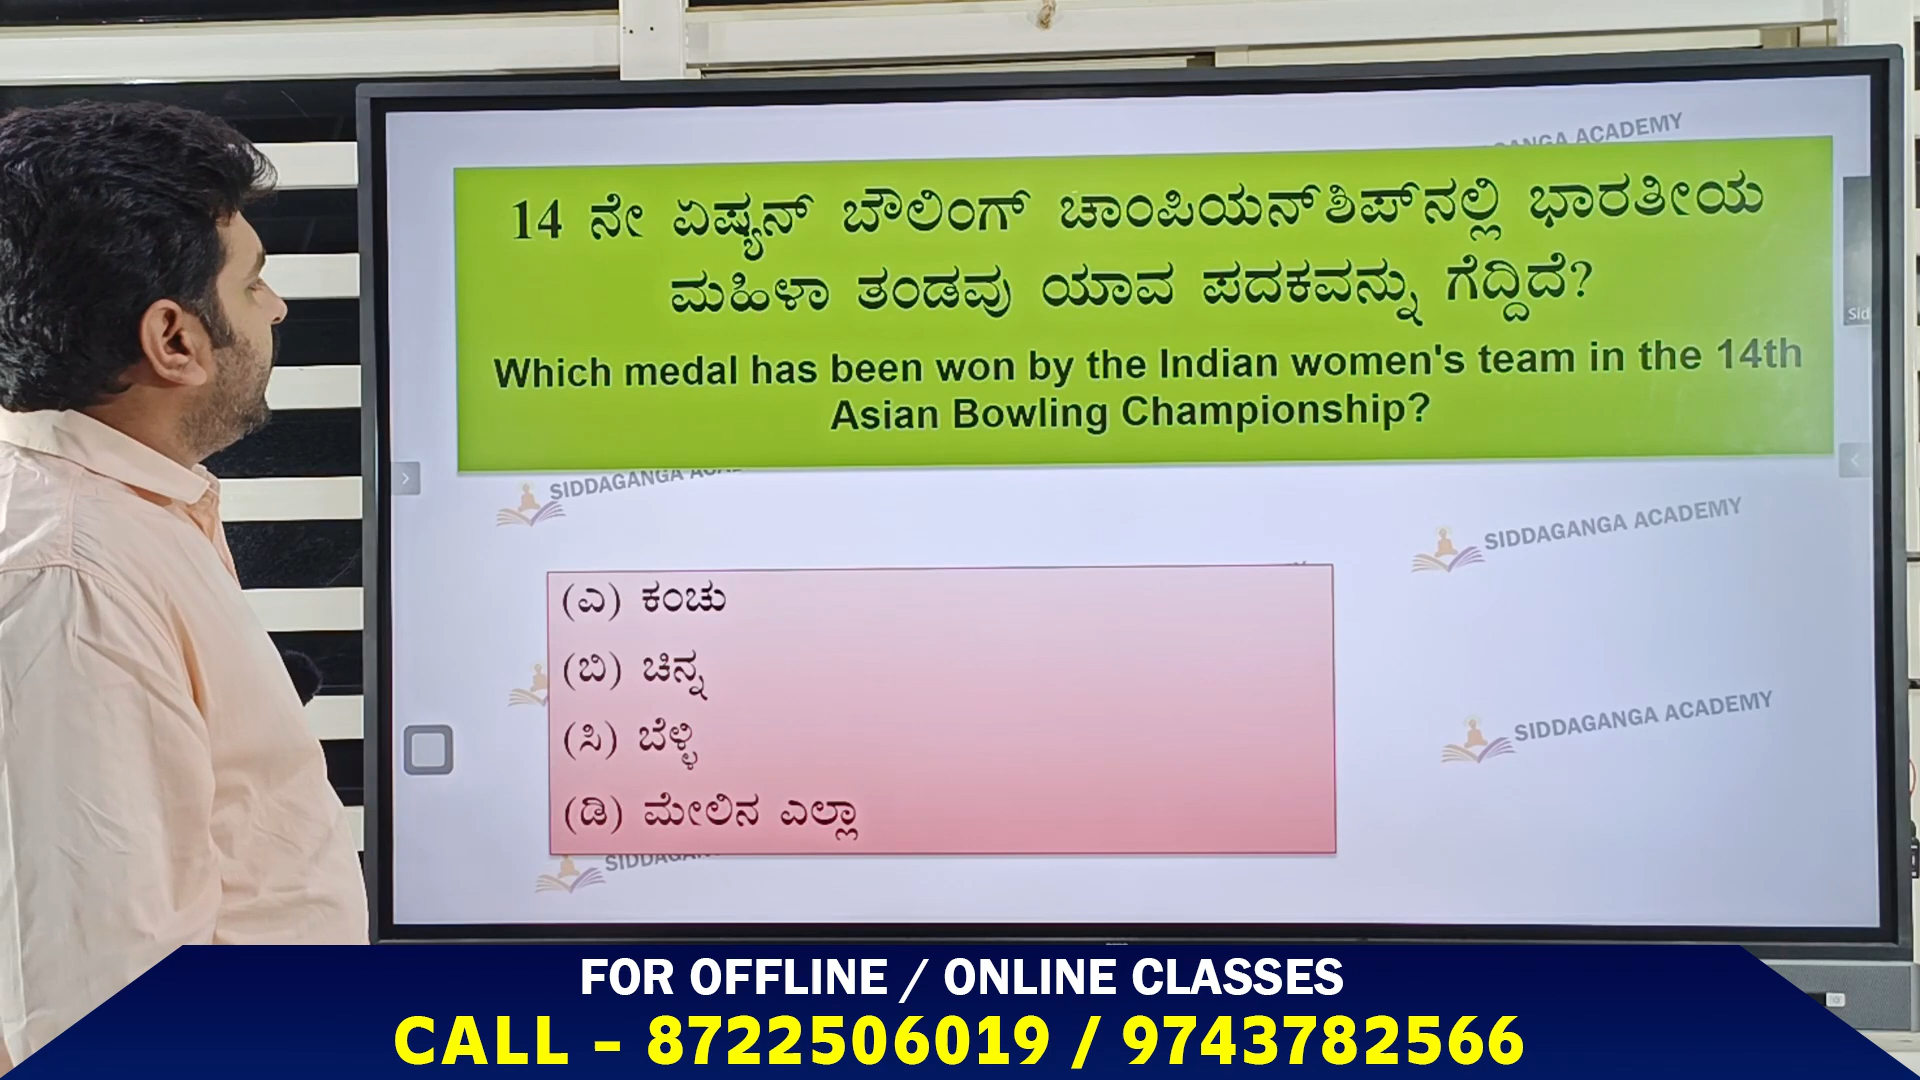 GANGA ACADEMY
14 ನೇ ಏಷ್ಯನ್ ಬೌಲಿಂಗ್ ಚಾಂಪಿಯನ್‌ಶಿಪ್‌ನಲ್ಲಿ ಭಾರತೀಯ
ಮಹಿಳಾ ತಂಡವು ಯಾವ ಪದಕವನ್ನು ಗೆದ್ದಿದೆ?
Which medal has been won by the Indian women's team in the 14th
Asian Bowling Championship?
Sid
SIDDAGANGA
SIDDAGANGA ACADEMY
(ಎ) ಕಂಚು
(ಬಿ) ಚಿನ್ನ
(ಸಿ) ಬೆಳ್ಳಿ
SIDDAGANGA ACADEMY
(ಡಿ) ಮೇಲಿನ ಎಲ್ಲಾ
FOR OFFLINE / ONLINE CLASSES
CALL – 8722506019 / 9743782566